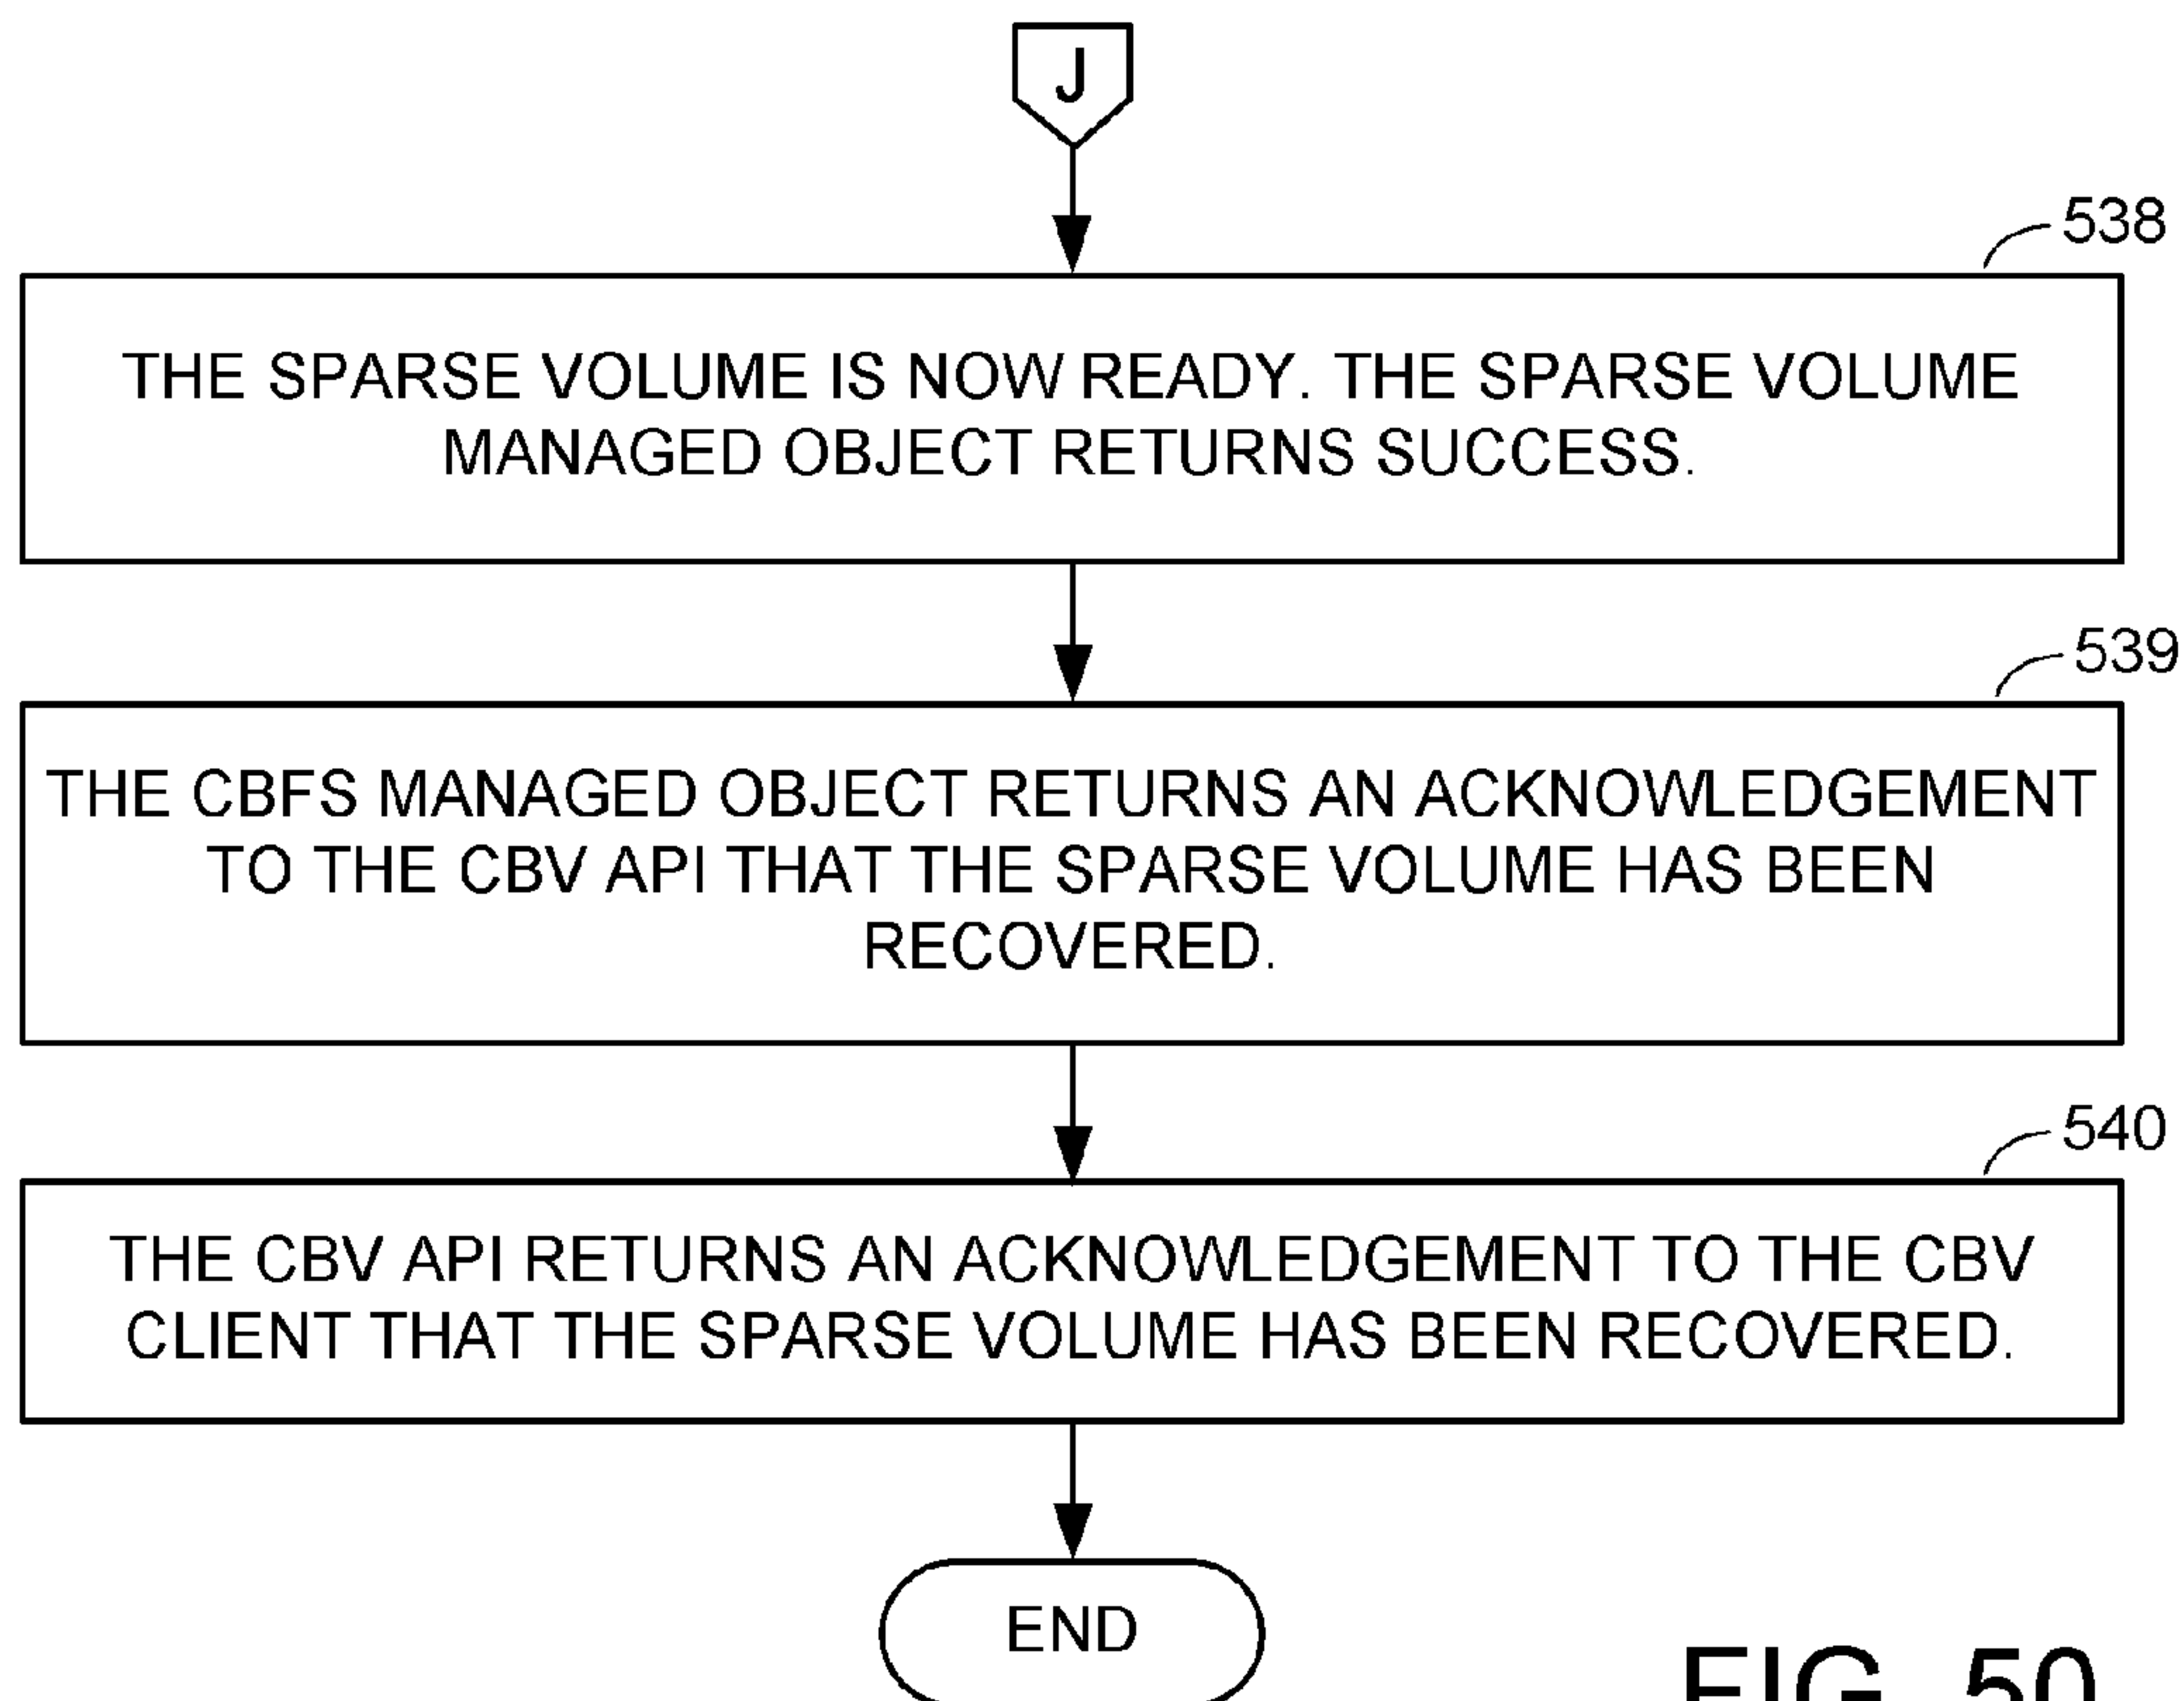 J
538
THE SPARSE VOLUME IS NOW READY. THE SPARSE VOLUME
MANAGED OBJECT RETURNS SUCCESS.
539
THE CBFS MANAGED OBJECT RETURNS AN ACKNOWLEDGEMENT
TO THE CBV API THAT THE SPARSE VOLUME HAS BEEN
RECOVERED.
540
THE CBV API RETURNS AN ACKNOWLEDGEMENT TO THE CBV
CLIENT THAT THE SPARSE VOLUME HAS BEEN RECOVERED.
END
FIG. 50